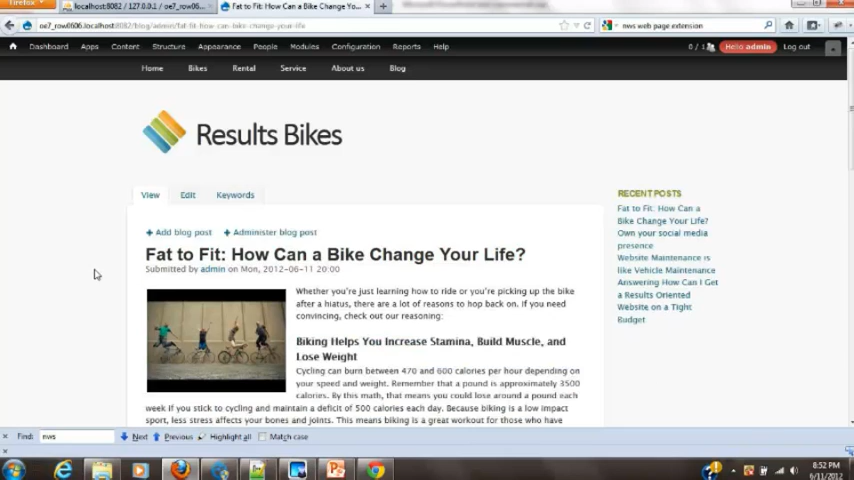 Firefox
localhost:8082 / 127.0.0.1 / oe7_row0...
Fat to Fit: How Can a Bike Change Yo...
oe7_row0606.localhost:8082/blog/admin/fat-fit-how-can-bike-change-your-life
nws web page extension
Dashboard Apps Content Structure Appearance People Modules Configuration Reports Help
0 / 1
Hello admin
Log out
Home Bikes Rental Service About us Blog
Results Bikes
View Edit Keywords
Add blog post
Administer blog post
Fat to Fit: How Can a Bike Change Your Life?
Submitted by admin on Mon, 2012-06-11 20:00
Whether you're just learning how to ride or you're picking up the bike
after a hiatus, there are a lot of reasons to hop back on. If you need
convincing, check out our reasoning:
Biking Helps You Increase Stamina, Build Muscle, and
Lose Weight
Cycling can burn between 470 and 600 calories per hour depending on
your speed and weight. Remember that a pound is approximately 3500
calories. By this math, that means you could lose around a pound each
week if you stick to cycling and maintain a deficit of 500 calories each day. Because biking is a low impact
sport, less stress affects your bones and joints. This means biking is a great workout for those who have
RECENT POSTS
Fat to Fit: How Can a
Bike Change Your Life?
Own your social media
presence
Website Maintenance is
like Vehicle Maintenance
Answering How Can I Get
a Results Oriented
Website on a Tight
Budget
Find: nws
Next
Previous
Highlight all
Match case
8:52 PM
6/11/2012